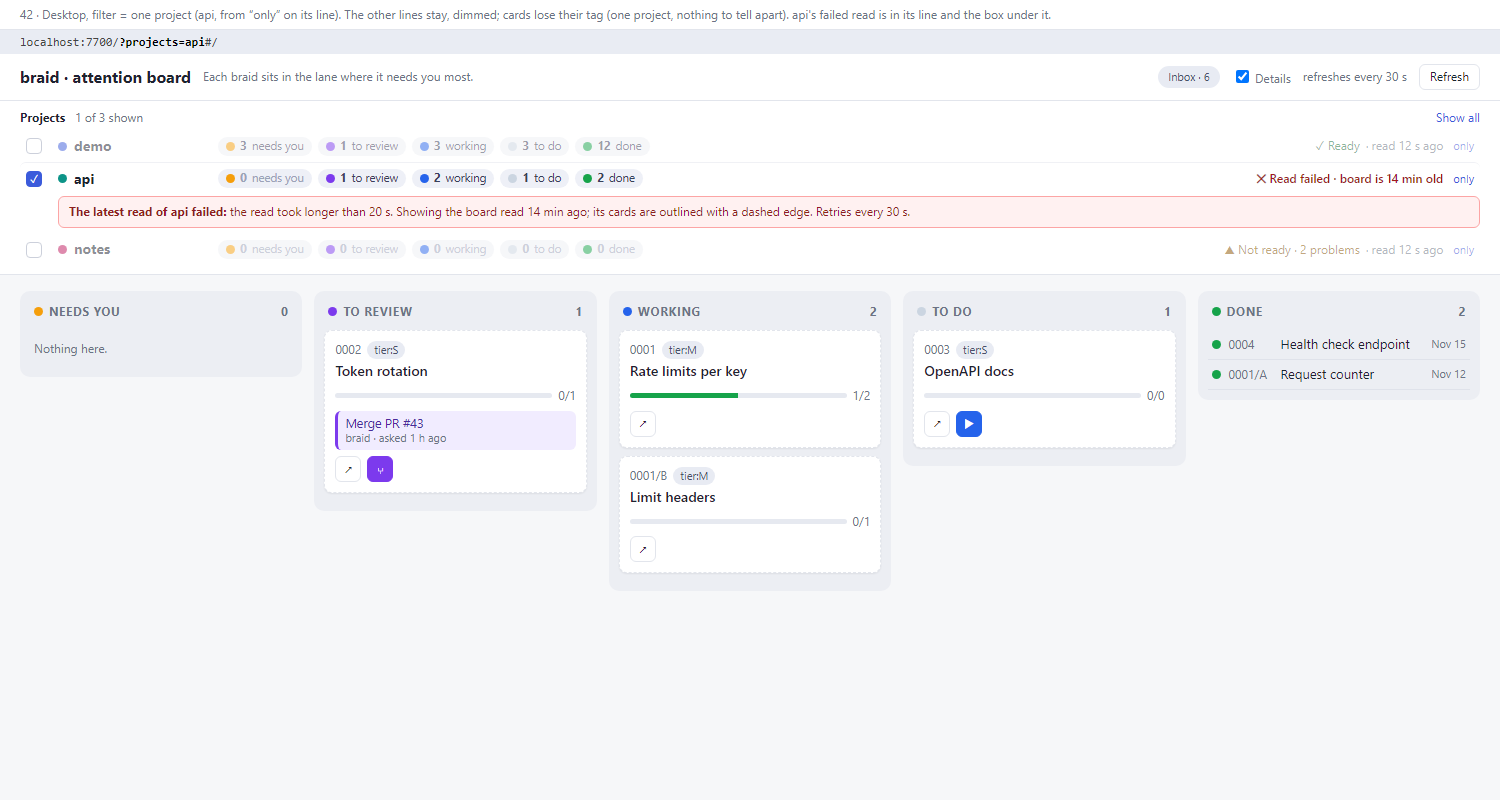 42 · Desktop, filter = one project (api, from “only” on its line). The other lines stay, dimmed; cards lose their tag (one project, nothing to tell apart). api's failed read is in its line and the box under it.
localhost:7700/?projects=api#/
braid · attention board Each braid sits in the lane where it needs you most. Inbox · 6 Details refreshes every 30 s Refresh
Projects 1 of 3 shown Show all
demo 3 needs you 1 to review 3 working 3 to do 12 done ✓ Ready · read 12 s ago only
api 0 needs you 1 to review 2 working 1 to do 2 done ✕ Read failed · board is 14 min old only
The latest read of api failed: the read took longer than 20 s. Showing the board read 14 min ago; its cards are outlined with a dashed edge. Retries every 30 s.
notes 0 needs you 0 to review 0 working 0 to do 0 done ▲ Not ready · 2 problems · read 12 s ago only
NEEDS YOU 0
Nothing here.
TO REVIEW 1
0002 tier:S
Token rotation
0/1
Merge PR #43
braid · asked 1 h ago
WORKING 2
0001 tier:M
Rate limits per key
1/2
0001/B tier:M
Limit headers
0/1
TO DO 1
0003 tier:S
OpenAPI docs
0/0
DONE 2
0004 Health check endpoint Nov 15
0001/A Request counter Nov 12